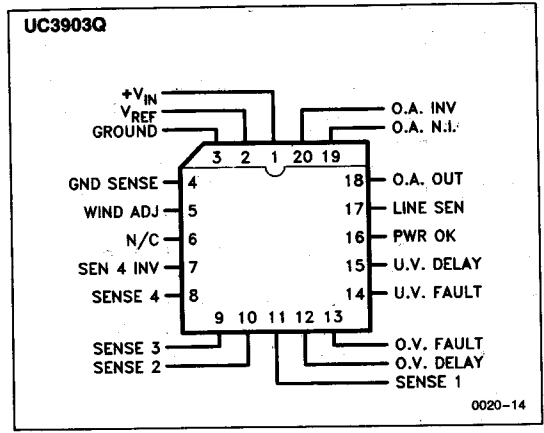 UC3903Q
+VIN
VREF
GROUND
O.A. INV
O.A. N.I.
3 2 1 20 19
GND SENSE 4
WIND ADJ 5
N/C 6
SEN 4 INV 7
SENSE 4 8
18 O.A. OUT
17 LINE SEN
16 PWR OK
15 U.V. DELAY
14 U.V. FAULT
9 10 11 12 13
SENSE 3
SENSE 2
O.V. FAULT
O.V. DELAY
SENSE 1
0020-14